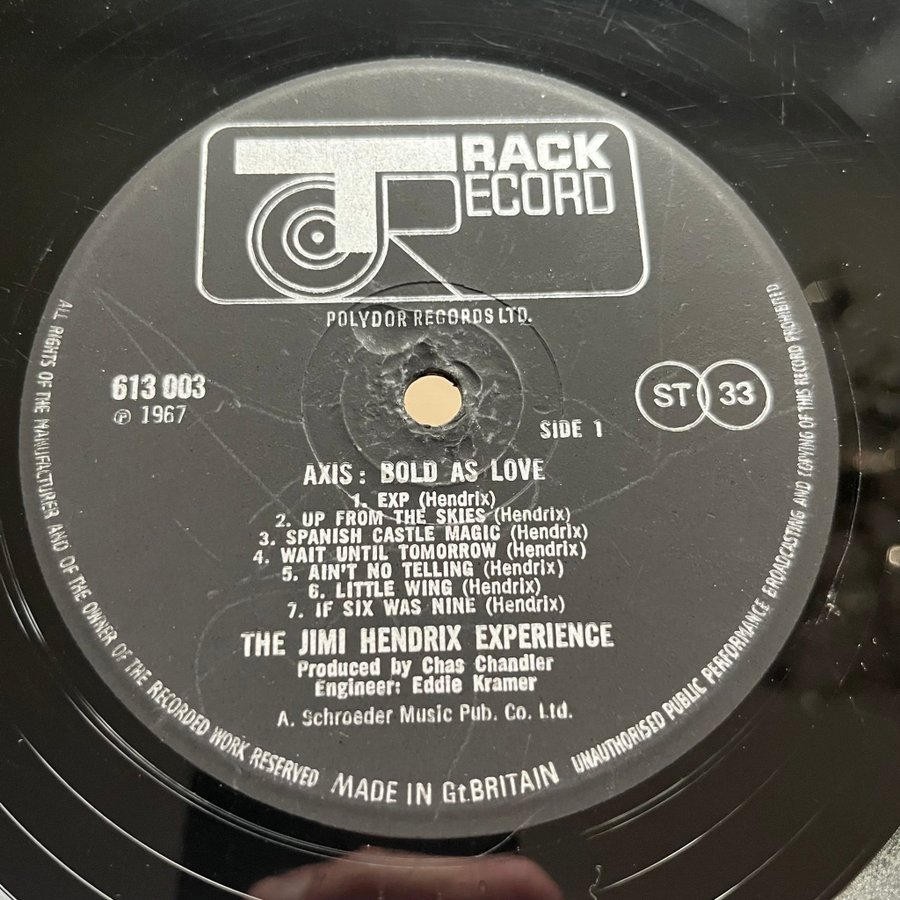 TRACK
RECORD
POLYDOR RECORDS LTD.
613 003
℗ 1967
ST 33
SIDE 1
AXIS: BOLD AS LOVE
1. EXP (Hendrix)
2. UP FROM THE SKIES (Hendrix)
3. SPANISH CASTLE MAGIC (Hendrix)
4. WAIT UNTIL TOMORROW (Hendrix)
5. AIN'T NO TELLING (Hendrix)
6. LITTLE WING (Hendrix)
7. IF SIX WAS NINE (Hendrix)
THE JIMI HENDRIX EXPERIENCE
Produced by Chas Chandler
Engineer: Eddie Kramer
A. Schroeder Music Pub. Co. Ltd.
ALL RIGHTS OF THE MANUFACTURER AND OF THE OWNER OF THE RECORDED WORK RESERVED
MADE IN Gt.BRITAIN
UNAUTHORISED PUBLIC PERFORMANCE BROADCASTING AND COPYING OF THIS RECORD PROHIBITED